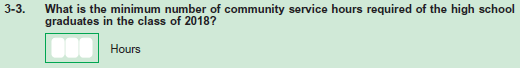 3-3. What is the minimum number of community service hours required of the high school
graduates in the class of 2018?
Hours